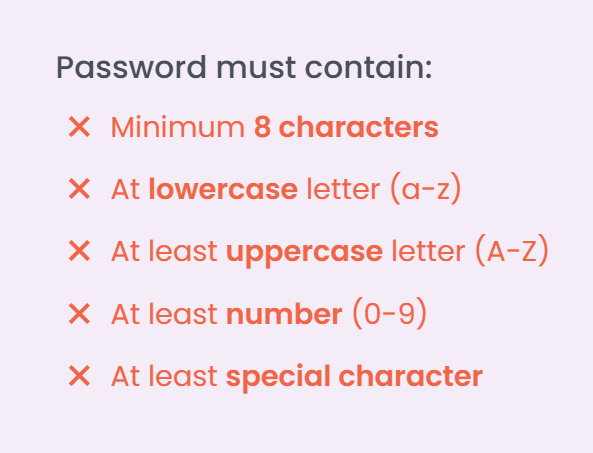 Password must contain:
× Minimum 8 characters
× At lowercase letter (a-z)
× At least uppercase letter (A-Z)
× At least number (0-9)
× At least special character